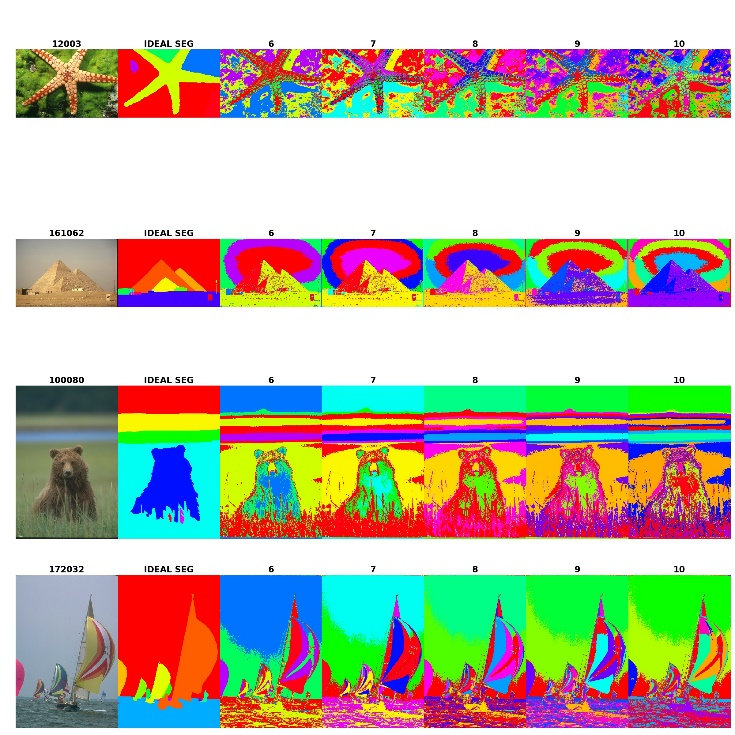 12003 IDEAL SEG 6 7 8 9 10
161062 IDEAL SEG 6 7 8 9 10
100080 IDEAL SEG 6 7 8 9 10
172032 IDEAL SEG 6 7 8 9 10